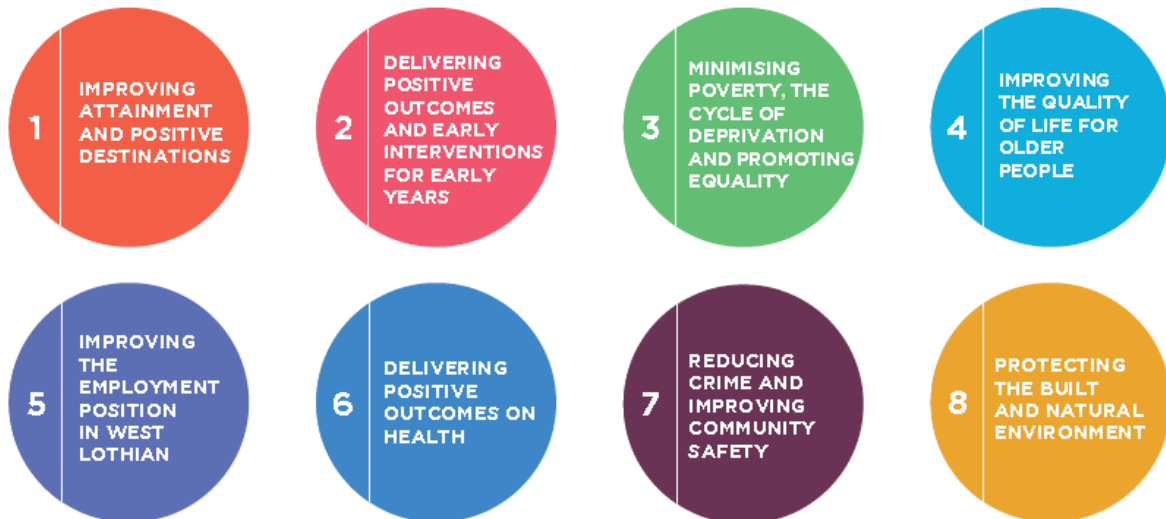 1
IMPROVING
ATTAINMENT
AND POSITIVE
DESTINATIONS
2
DELIVERING
POSITIVE
OUTCOMES
AND EARLY
INTERVENTIONS
FOR EARLY
YEARS
3
MINIMISING
POVERTY, THE
CYCLE OF
DEPRIVATION
AND PROMOTING
EQUALITY
4
IMPROVING
THE QUALITY
OF LIFE FOR
OLDER
PEOPLE
5
IMPROVING
THE
EMPLOYMENT
POSITION
IN WEST
LOTHIAN
6
DELIVERING
POSITIVE
OUTCOMES ON
HEALTH
7
REDUCING
CRIME AND
IMPROVING
COMMUNITY
SAFETY
8
PROTECTING
THE BUILT
AND NATURAL
ENVIRONMENT